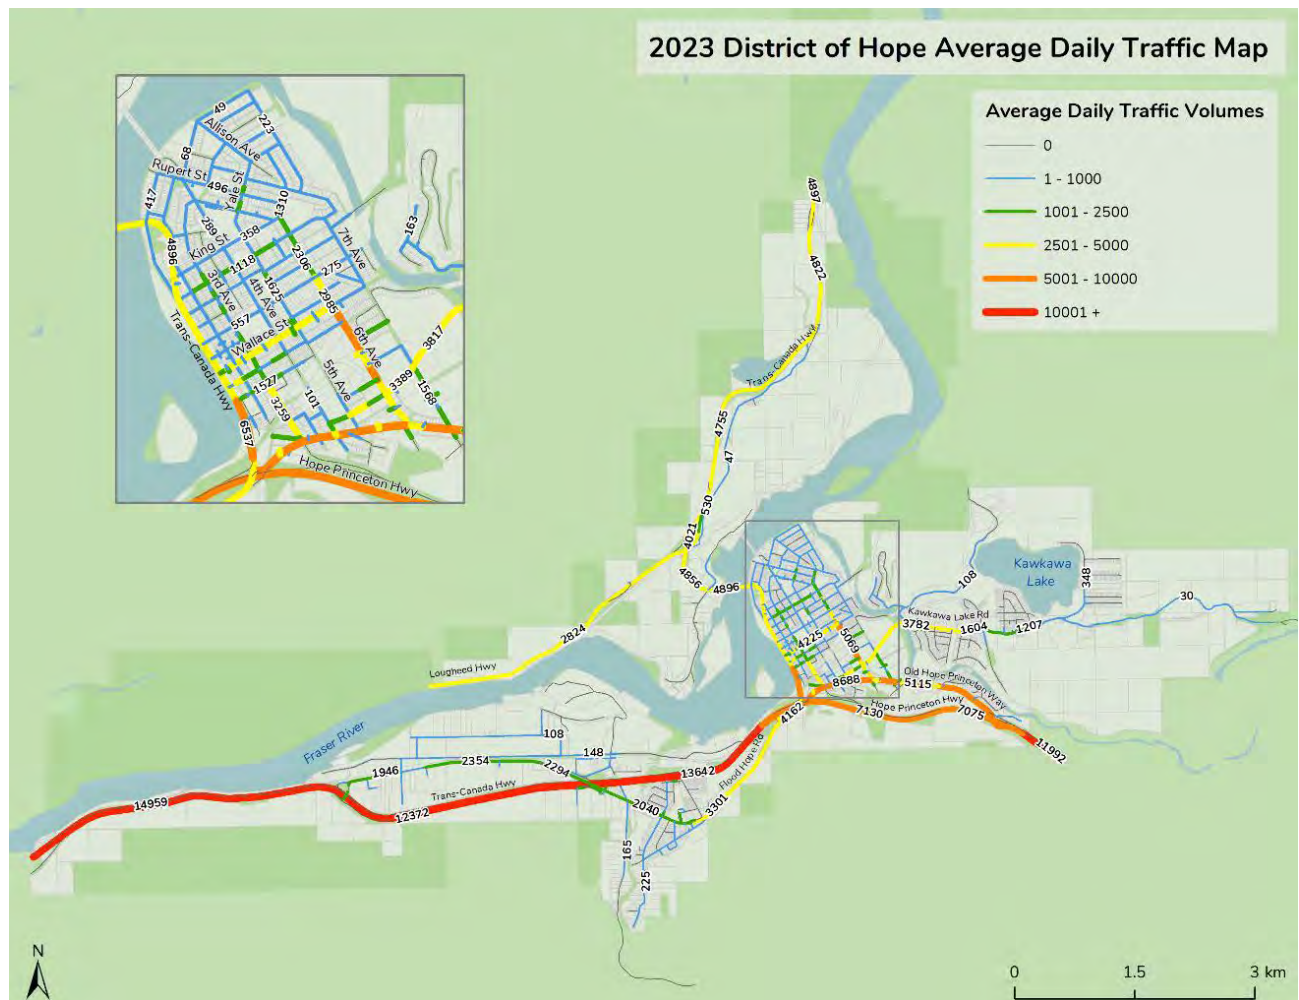 2023 District of Hope Average Daily Traffic Map
Average Daily Traffic Volumes
0
1 - 1000
1001 - 2500
2501 - 5000
5001 - 10000
10001 +
49
223
Allison Ave
68
Rupert St
496
Yale St
417
1310
289
358
King St
7th Ave
163
4896
1118
2306
275
3rd Ave
1625
4th Ave
2985
557
Wallace St
6th Ave
3817
Trans-Canada Hwy
1527
5th Ave
3389
101
3259
1568
6537
Hope Princeton Hwy
4897
4822
Trans-Canada Hwy
4755
47
530
4021
4856
4896
2824
Lougheed Hwy
Kawkawa
Lake
108
348
30
Kawkawa Lake Rd
3782
1604
1207
4225
5069
8688
5115
Old Hope Princeton Way
Hope Princeton Hwy
7130
7075
11992
4162
Flood Hope Rd
Fraser River
108
148
1946
2354
2294
13642
Trans-Canada Hwy
14959
12372
2040
3301
165
225
N
0
1.5
3 km